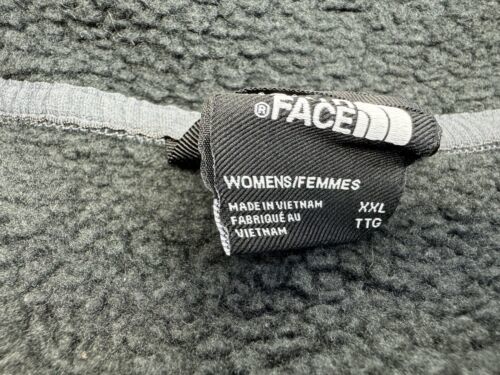 FACE®
WOMENS/FEMMES
MADE IN VIETNAM XXL
FABRIQUÉ AU TTG
VIETNAM